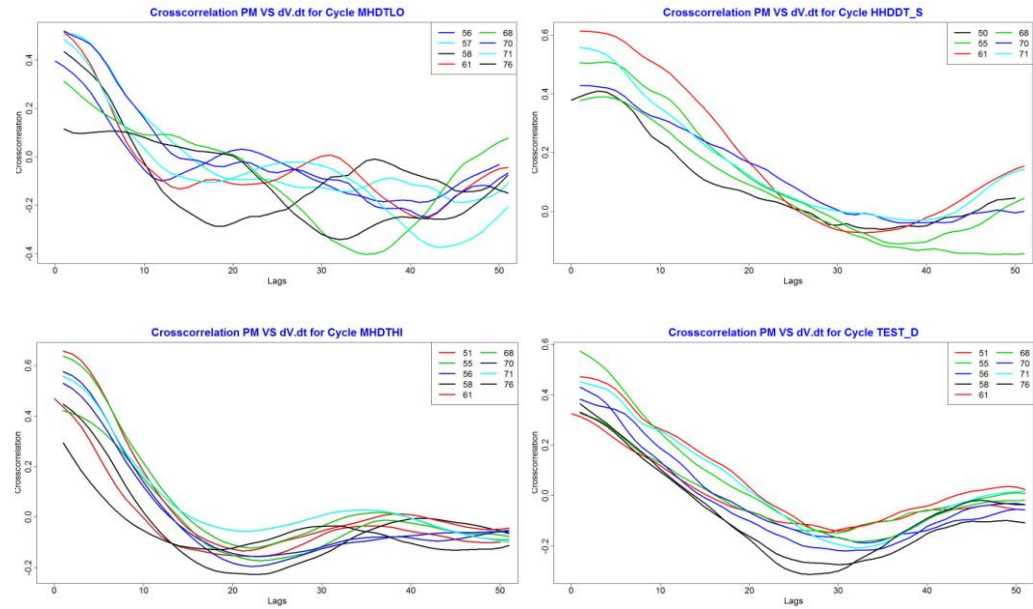 Crosscorrelation PM VS dV.dt for Cycle MHDTLO
Crosscorrelation
0.4
0.2
0.0
-0.2
-0.4
56 68
57 70
58 71
61 76
0 10 20 30 40 50
Lags
Crosscorrelation PM VS dV.dt for Cycle HHDDT_S
Crosscorrelation
0.6
0.4
0.2
0.0
50 68
55 70
61 71
0 10 20 30 40 50
Lags
Crosscorrelation PM VS dV.dt for Cycle MHDTHI
Crosscorrelation
0.6
0.4
0.2
0.0
-0.2
51 68
55 70
56 71
58 76
61
0 10 20 30 40 50
Lags
Crosscorrelation PM VS dV.dt for Cycle TEST_D
Crosscorrelation
0.6
0.4
0.2
0.0
-0.2
51 68
55 70
56 71
58 76
61
0 10 20 30 40 50
Lags